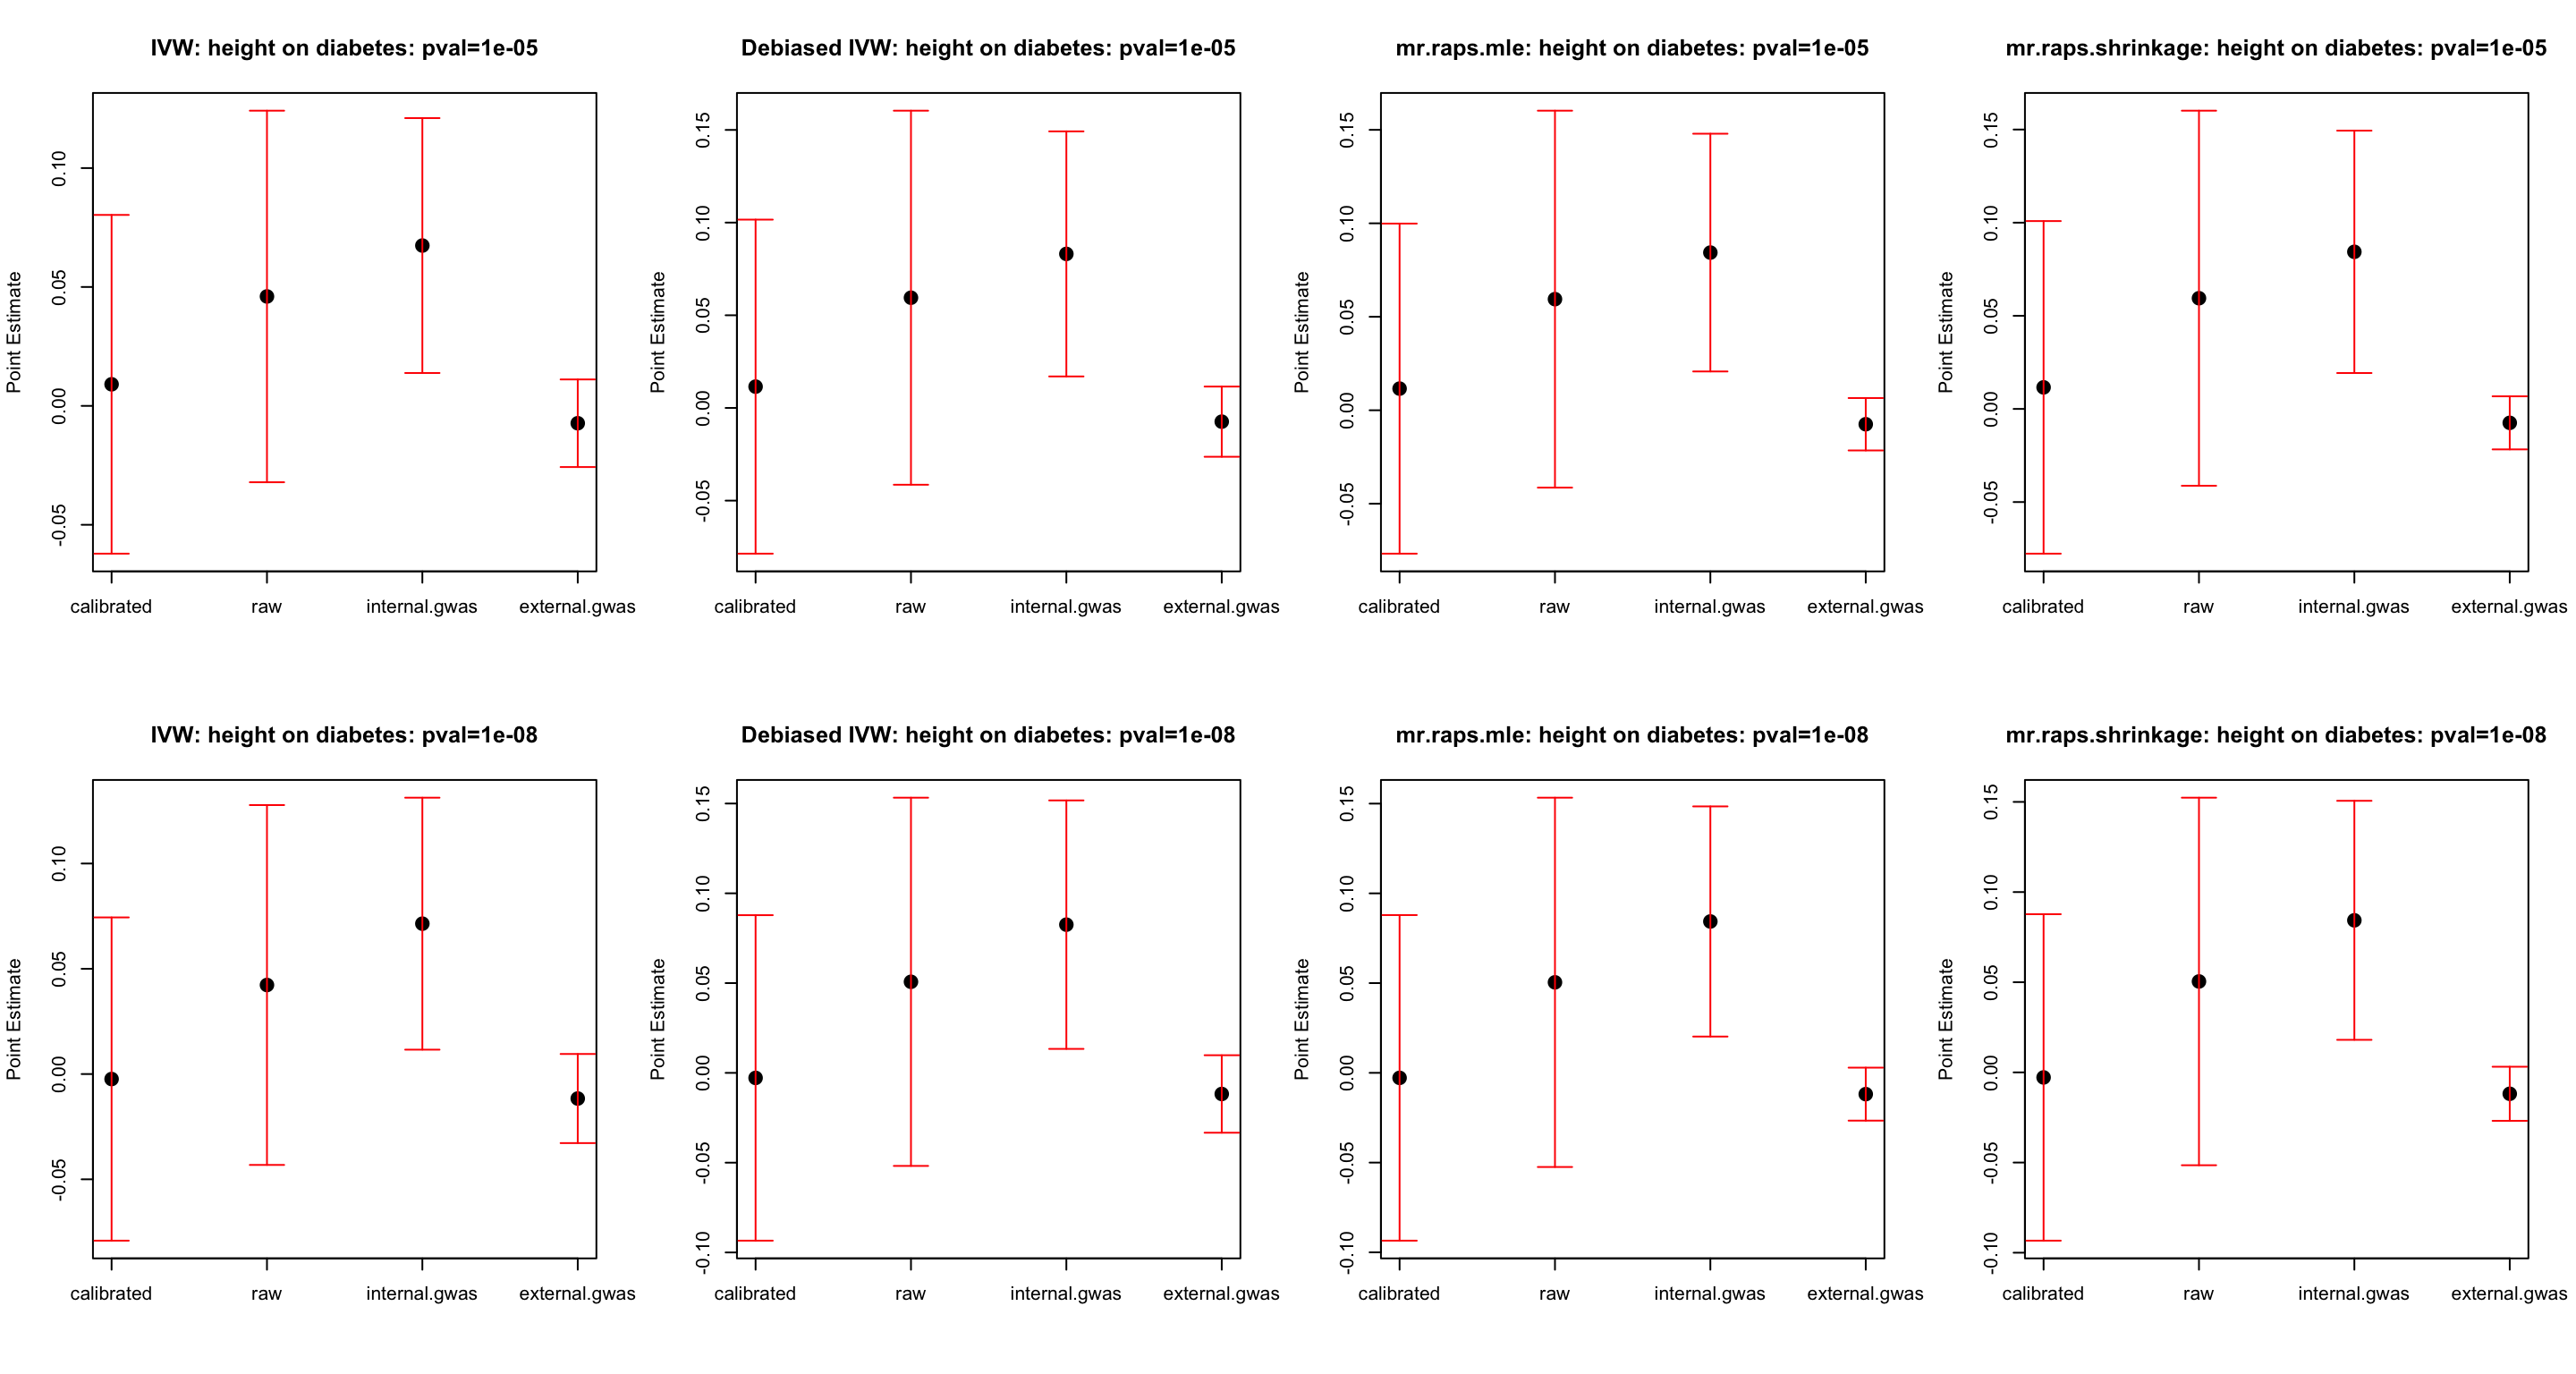 IVW: height on diabetes: pval=1e-05
Point Estimate
0.10
0.05
0.00
-0.05
calibrated raw internal.gwas external.gwas
Debiased IVW: height on diabetes: pval=1e-05
Point Estimate
0.15
0.10
0.05
0.00
-0.05
calibrated raw internal.gwas external.gwas
mr.raps.mle: height on diabetes: pval=1e-05
Point Estimate
0.15
0.10
0.05
0.00
-0.05
calibrated raw internal.gwas external.gwas
mr.raps.shrinkage: height on diabetes: pval=1e-05
Point Estimate
0.15
0.10
0.05
0.00
-0.05
calibrated raw internal.gwas external.gwas
IVW: height on diabetes: pval=1e-08
Point Estimate
0.10
0.05
0.00
-0.05
calibrated raw internal.gwas external.gwas
Debiased IVW: height on diabetes: pval=1e-08
Point Estimate
0.15
0.10
0.05
0.00
-0.05
-0.10
calibrated raw internal.gwas external.gwas
mr.raps.mle: height on diabetes: pval=1e-08
Point Estimate
0.15
0.10
0.05
0.00
-0.05
-0.10
calibrated raw internal.gwas external.gwas
mr.raps.shrinkage: height on diabetes: pval=1e-08
Point Estimate
0.15
0.10
0.05
0.00
-0.05
-0.10
calibrated raw internal.gwas external.gwas